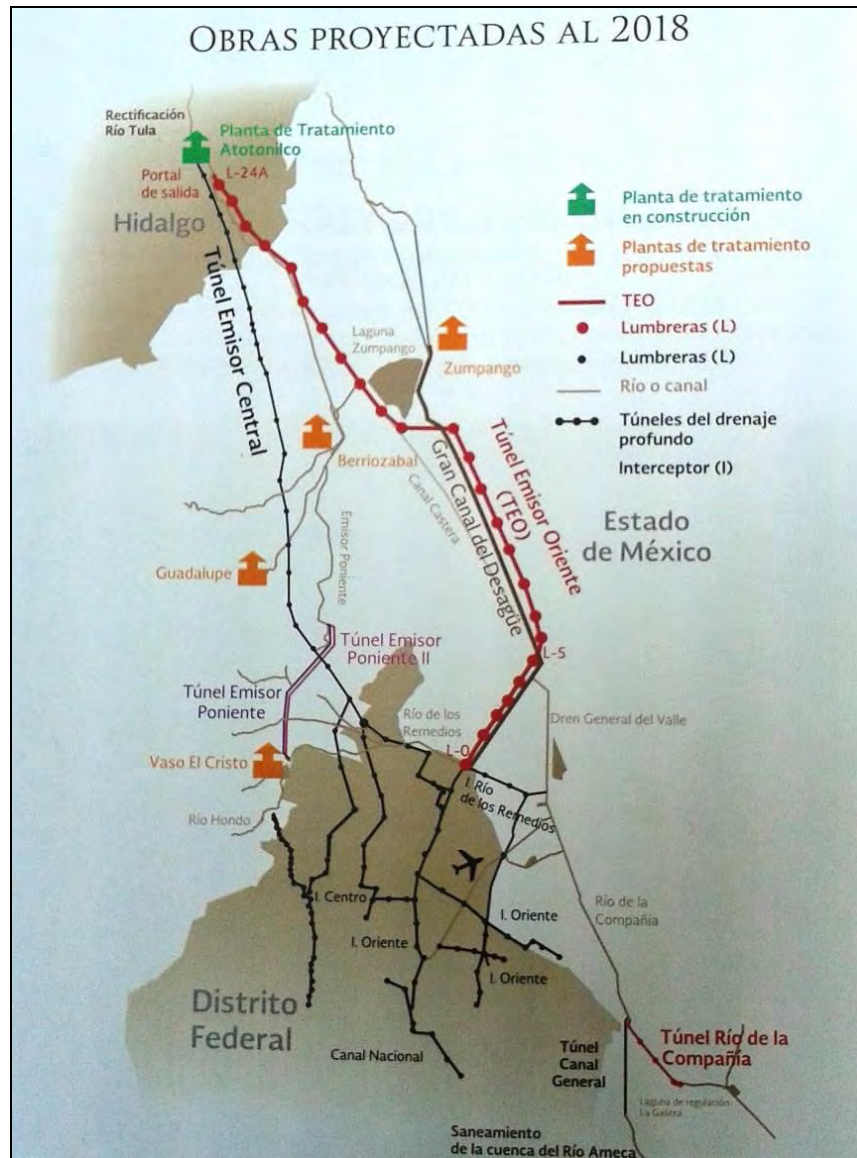 OBRAS PROYECTADAS AL 2018
Rectificación
Río Tula
Planta de Tratamiento
Atotonilco
Portal
de salida
L-24A
Hidalgo
Planta de tratamiento
en construcción
Plantas de tratamiento
propuestas
TEO
Lumbreras (L)
Lumbreras (L)
Río o canal
Túneles del drenaje
profundo
Interceptor (I)
Túnel Emisor Central
Laguna
Zumpango
Zumpango
Berriozabal
Canal Castera
Gran Canal del Desagüe
Túnel Emisor Oriente
(TEO)
Estado
de México
Emisor Poniente
Guadalupe
Túnel Emisor
Poniente II
L-5
Túnel Emisor
Poniente
Río de los
Remedios
Dren General del Valle
L-0
Vaso El Cristo
I. Río
de los Remedios
Río Hondo
I. Centro
I. Oriente
I. Oriente
I. Oriente
Río de la
Compañía
Distrito
Federal
Canal Nacional
Túnel
Canal
General
Túnel Río de la
Compañía
Laguna de regulación
La Gasera
Saneamiento
de la cuenca del Río Ameca